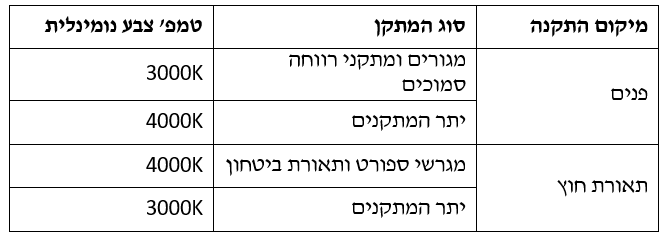 מיקום התקנה סוג המתקן טמפ' צבע נומינלית
פנים
מגורים ומתקני רווחה
סמוכים
3000K
יתר המתקנים 4000K
תאורת חוץ
מגרשי ספורט ותאורת ביטחון 4000K
יתר המתקנים 3000K